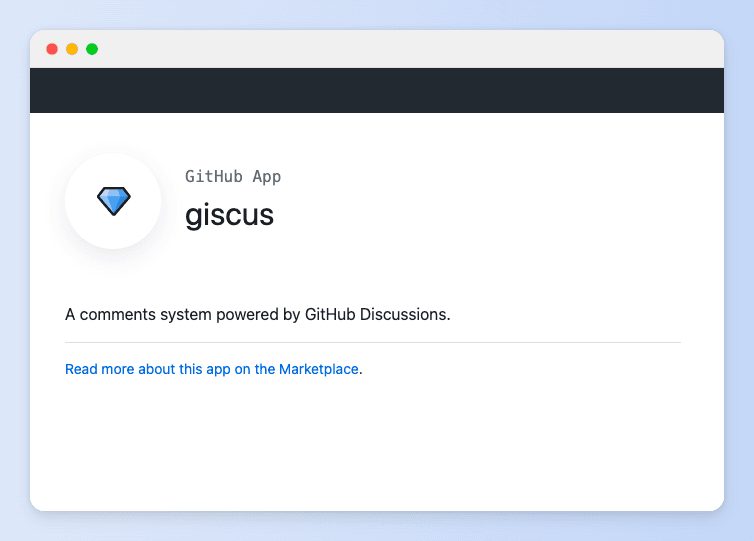 GitHub App
giscus
A comments system powered by GitHub Discussions.
Read more about this app on the Marketplace.